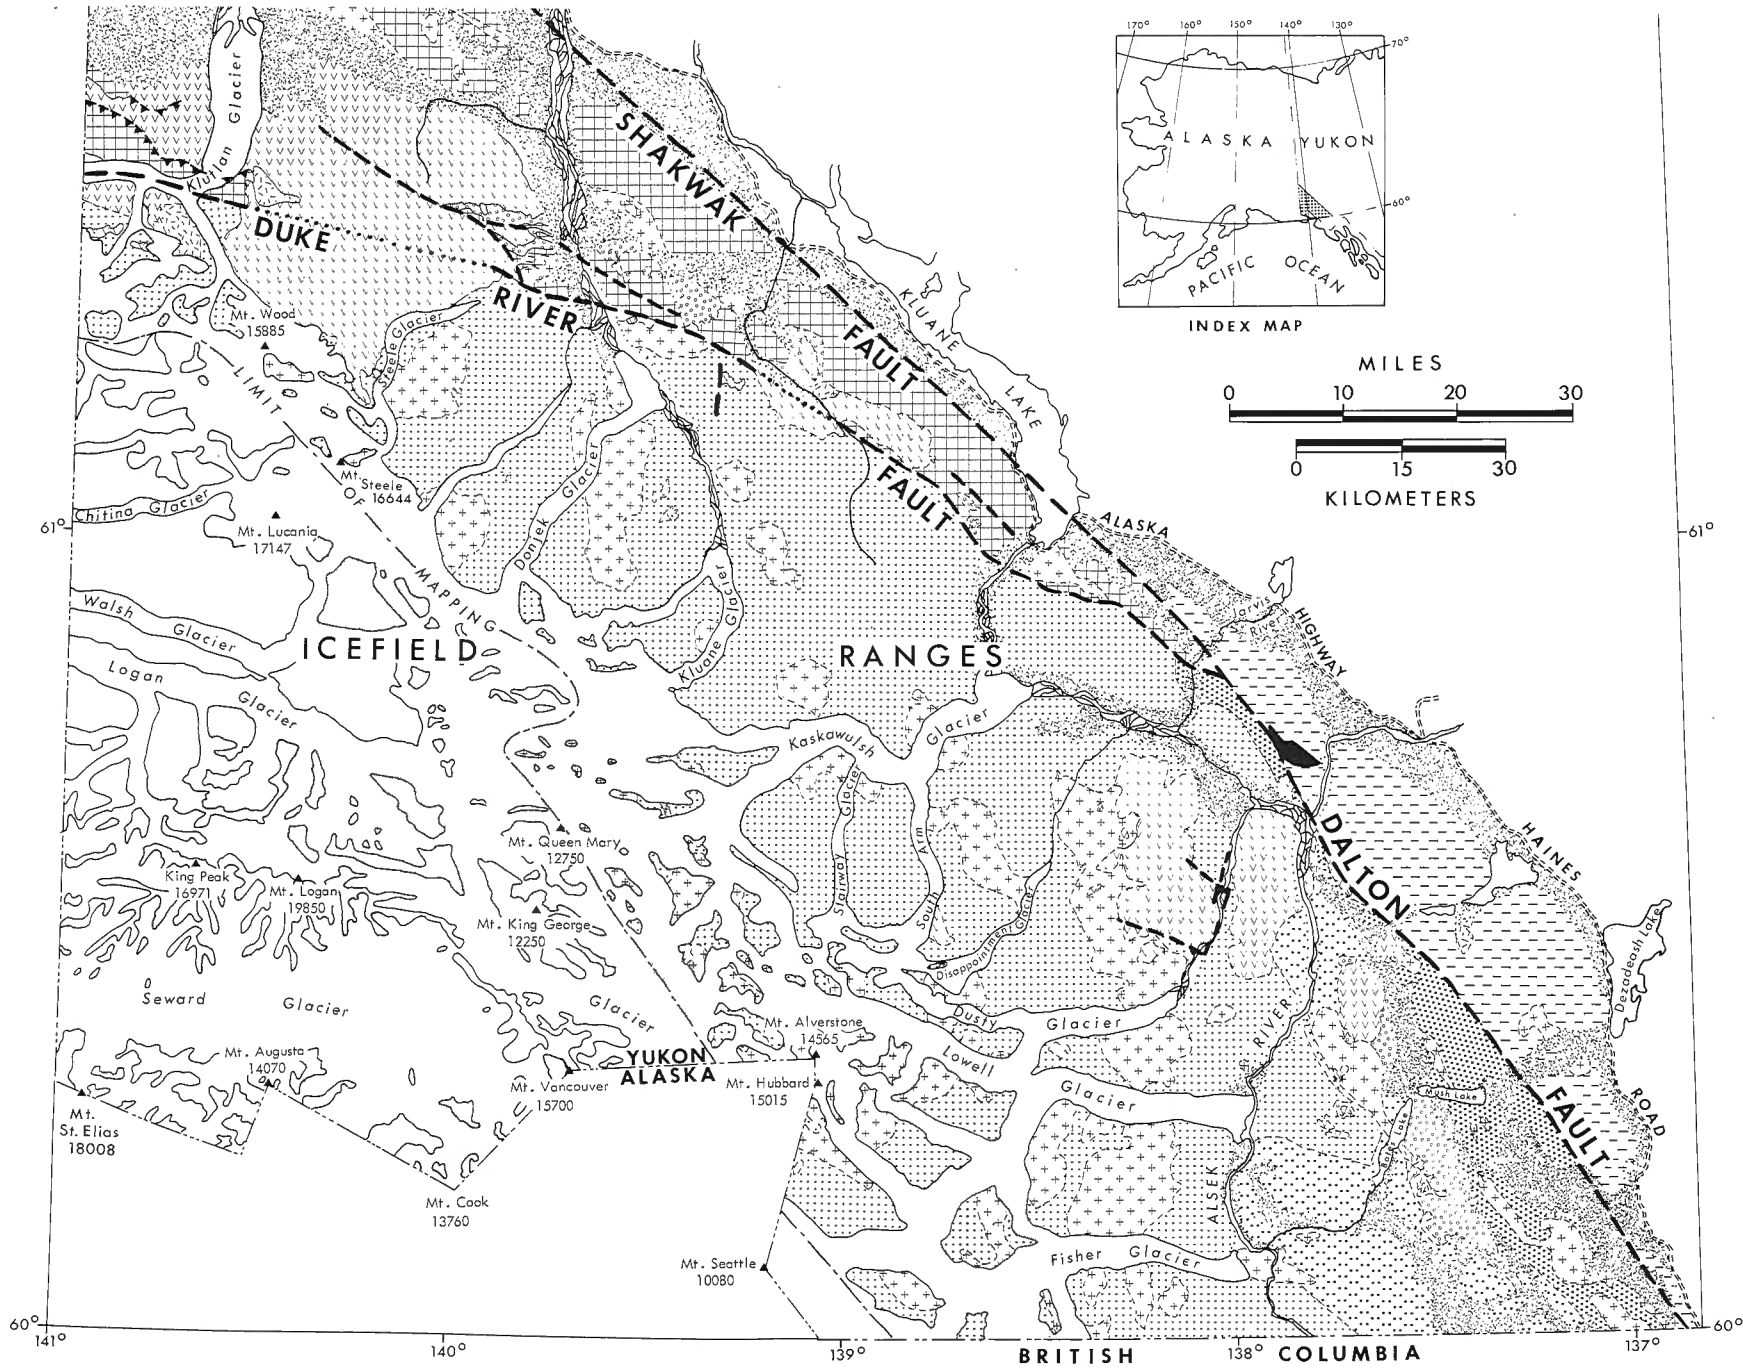 170°
160°
150°
140°
130°
70°
ALASKA
YUKON
60°
PACIFIC OCEAN
INDEX MAP
MILES
0 10 20 30
0 15 30
KILOMETERS
Klutlan Glacier
SHAKWAK
FAULT
DUKE
RIVER
FAULT
KLUANE
LAKE
Mt. Wood
15885
Steele Glacier
LIMIT
OF
MAPPING
Mt. Steele
16644
Chitina Glacier
61°
Mt. Lucania
17147
Donjek Glacier
ALASKA
HIGHWAY
61°
Jarvis
River
Walsh Glacier
ICEFIELD
RANGES
Kluane Glacier
Logan
Glacier
Kaskawulsh
Glacier
Stairway Glacier
South
Arm
Disappointment Glacier
DALTON
FAULT
HAINES
ROAD
Dezadeash Lake
Mt. Queen Mary
12750
King Peak
16971
Mt. Logan
19850
Mt. King George
12250
Seward
Glacier
Glacier
Dusty
Glacier
Mt. Alverstone
14565
Lowell
Glacier
ALSEK
RIVER
Mush Lake
Bates Lake
Mt. Augusta
14070
YUKON
ALASKA
Mt. Vancouver
15700
Mt. Hubbard
15015
Mt.
St. Elias
18008
Mt. Cook
13760
Mt. Seattle
10080
Fisher Glacier
60°
60°
141°
140°
139°
BRITISH
138°
COLUMBIA
137°